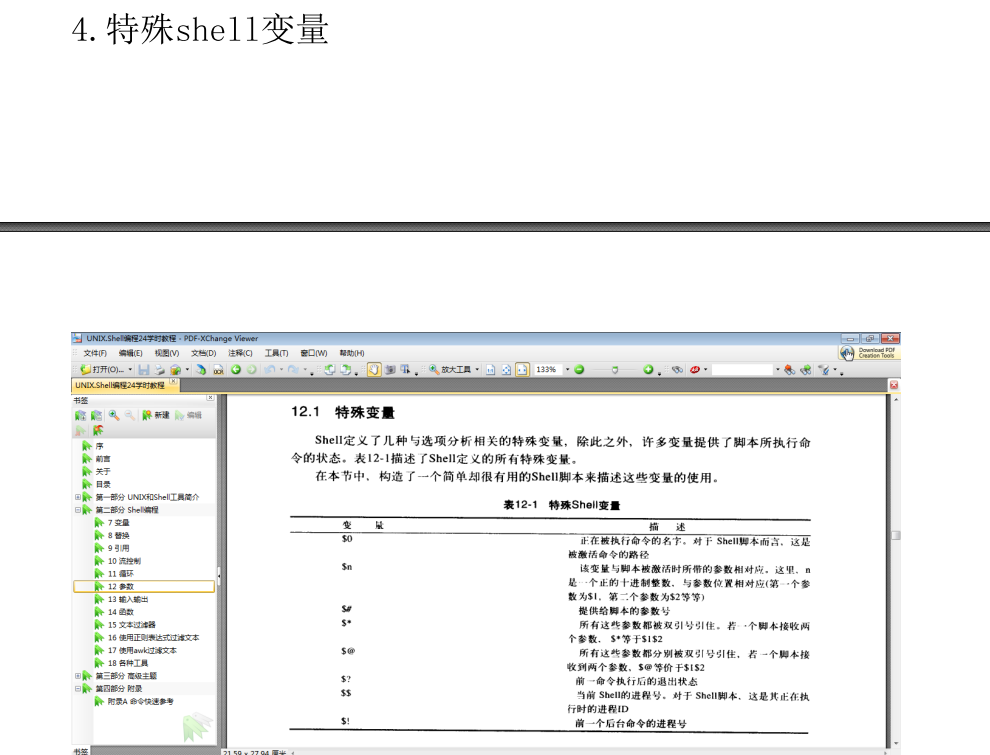 4.特殊shell变量
UNIX.Shell编程24学时教程 - PDF-XChange Viewer
文件(F) 编辑(E) 视图(V) 文档(D) 注释(C) 工具(T) 窗口(W) 帮助(H)
Download PDF
Creation Tools
打开(O)... 放大工具 133%
UNIX.Shell编程24学时教程
书签
新建 编辑
序
前言
关于
目录
第一部分 UNIX和Shell工具简介
第二部分 Shell编程
7 变量
8 替换
9 引用
10 流控制
11 循环
12 参数
13 输入输出
14 函数
15 文本过滤器
16 使用正则表达式过滤文本
17 使用awk过滤文本
18 各种工具
第三部分 高级主题
第四部分 附录
附录A 命令快速参考
书签
12.1 特殊变量
Shell定义了几种与选项分析相关的特殊变量，除此之外，许多变量提供了脚本所执行命
令的状态。表12-1描述了Shell定义的所有特殊变量。
在本节中，构造了一个简单却很有用的Shell脚本来描述这些变量的使用。
表12-1 特殊Shell变量
变 量 描 述
$0 正在被执行命令的名字。对于 Shell脚本而言，这是
被激活命令的路径
$n 该变量与脚本被激活时所带的参数相对应。这里，n
是一个正的十进制整数，与参数位置相对应(第一个参
数为$1，第二个参数为$2等等)
$# 提供给脚本的参数号
$* 所有这些参数都被双引号引住。若一个脚本接收两
个参数，$*等于$1$2
$@ 所有这些参数都分别被双引号引住，若一个脚本接
收到两个参数，$@等价于$1$2
$? 前一命令执行后的退出状态
$$ 当前 Shell的进程号。对于 Shell脚本，这是其正在执
行时的进程ID
$! 前一个后台命令的进程号
21.59 x 27.94 厘米